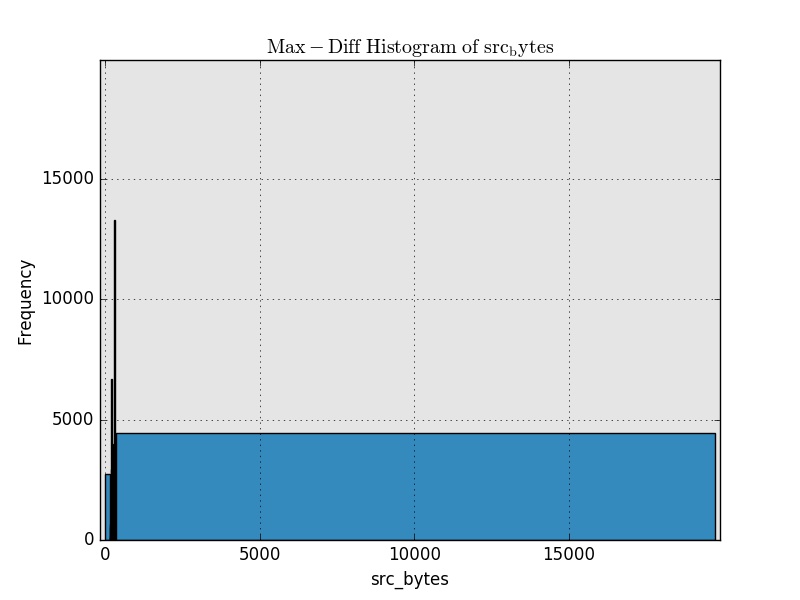 Max − Diff Histogram of src_bytes
15000
10000
5000
0
Frequency
0 5000 10000 15000
src_bytes